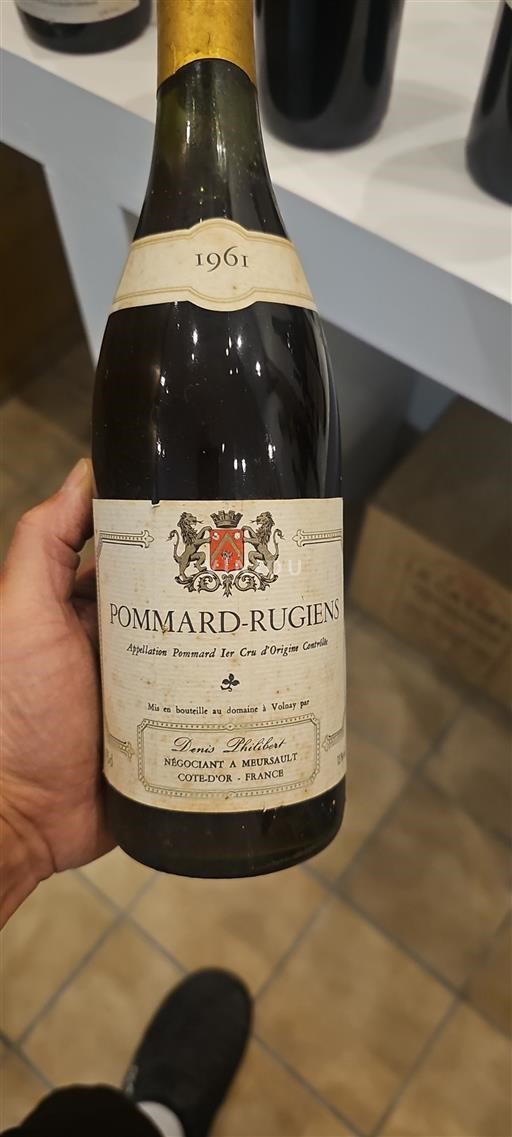 1961
POMMARD-RUGIENS
Appellation Pommard 1er Cru d'Origine Contrôlée
Mis en bouteille au domaine à Volnay par
Denis Philibert
NÉGOCIANT A MEURSAULT
COTE-D'OR - FRANCE